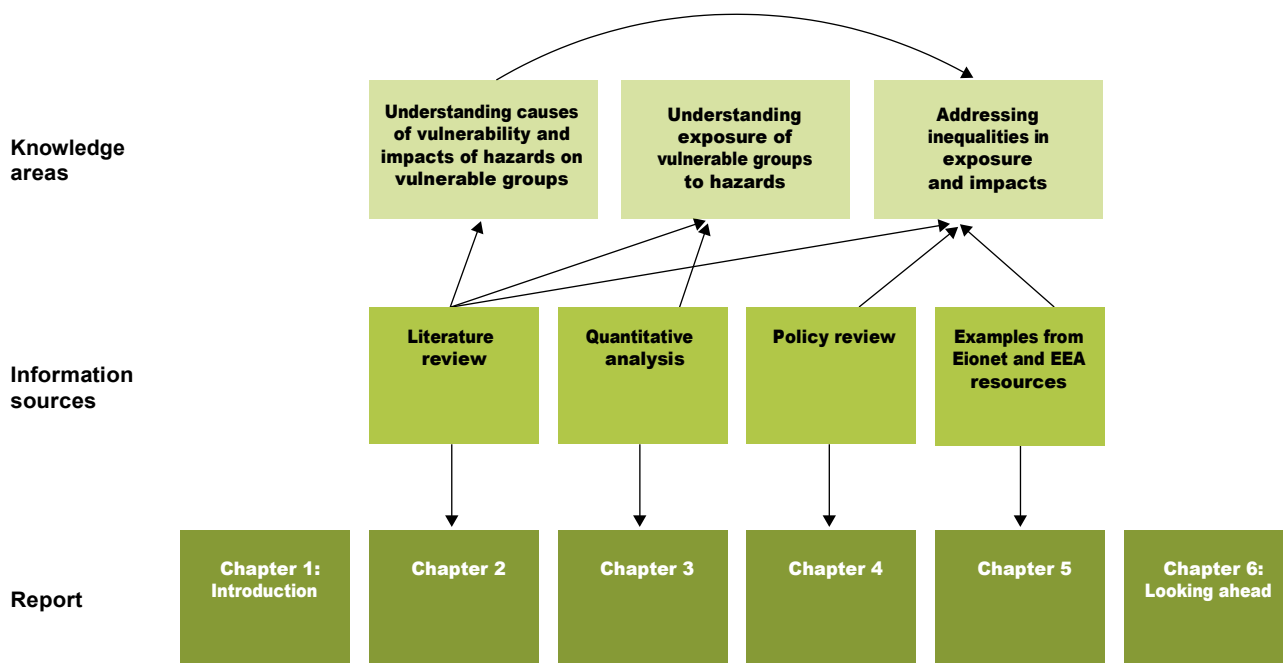 Knowledge
areas
Understanding causes
of vulnerability and
impacts of hazards on
vulnerable groups
Understanding
exposure of
vulnerable groups
to hazards
Addressing
inequalities in
exposure
and impacts
Information
sources
Literature
review
Quantitative
analysis
Policy review
Examples from
Eionet and EEA
resources
Report
Chapter 1:
Introduction
Chapter 2
Chapter 3
Chapter 4
Chapter 5
Chapter 6:
Looking ahead